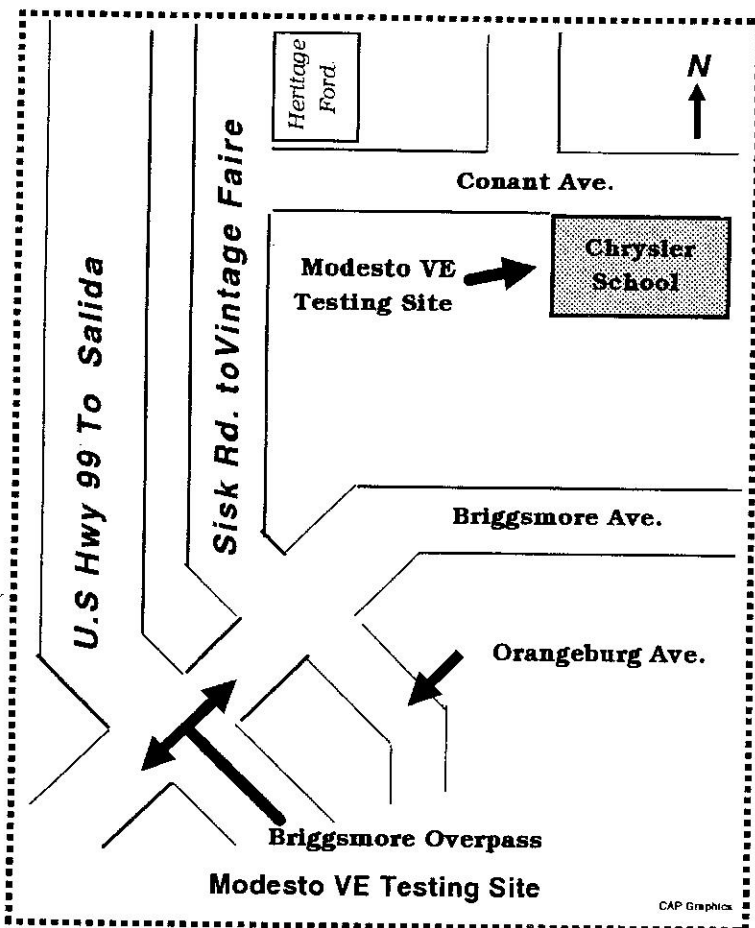 Heritage
Ford
N
Conant Ave.
Chrysler
School
Modesto VE
Testing Site
U.S Hwy 99 To Salida
Sisk Rd. toVintage Faire
Briggsmore Ave.
Orangeburg Ave.
Briggsmore Overpass
Modesto VE Testing Site
CAP Graphics